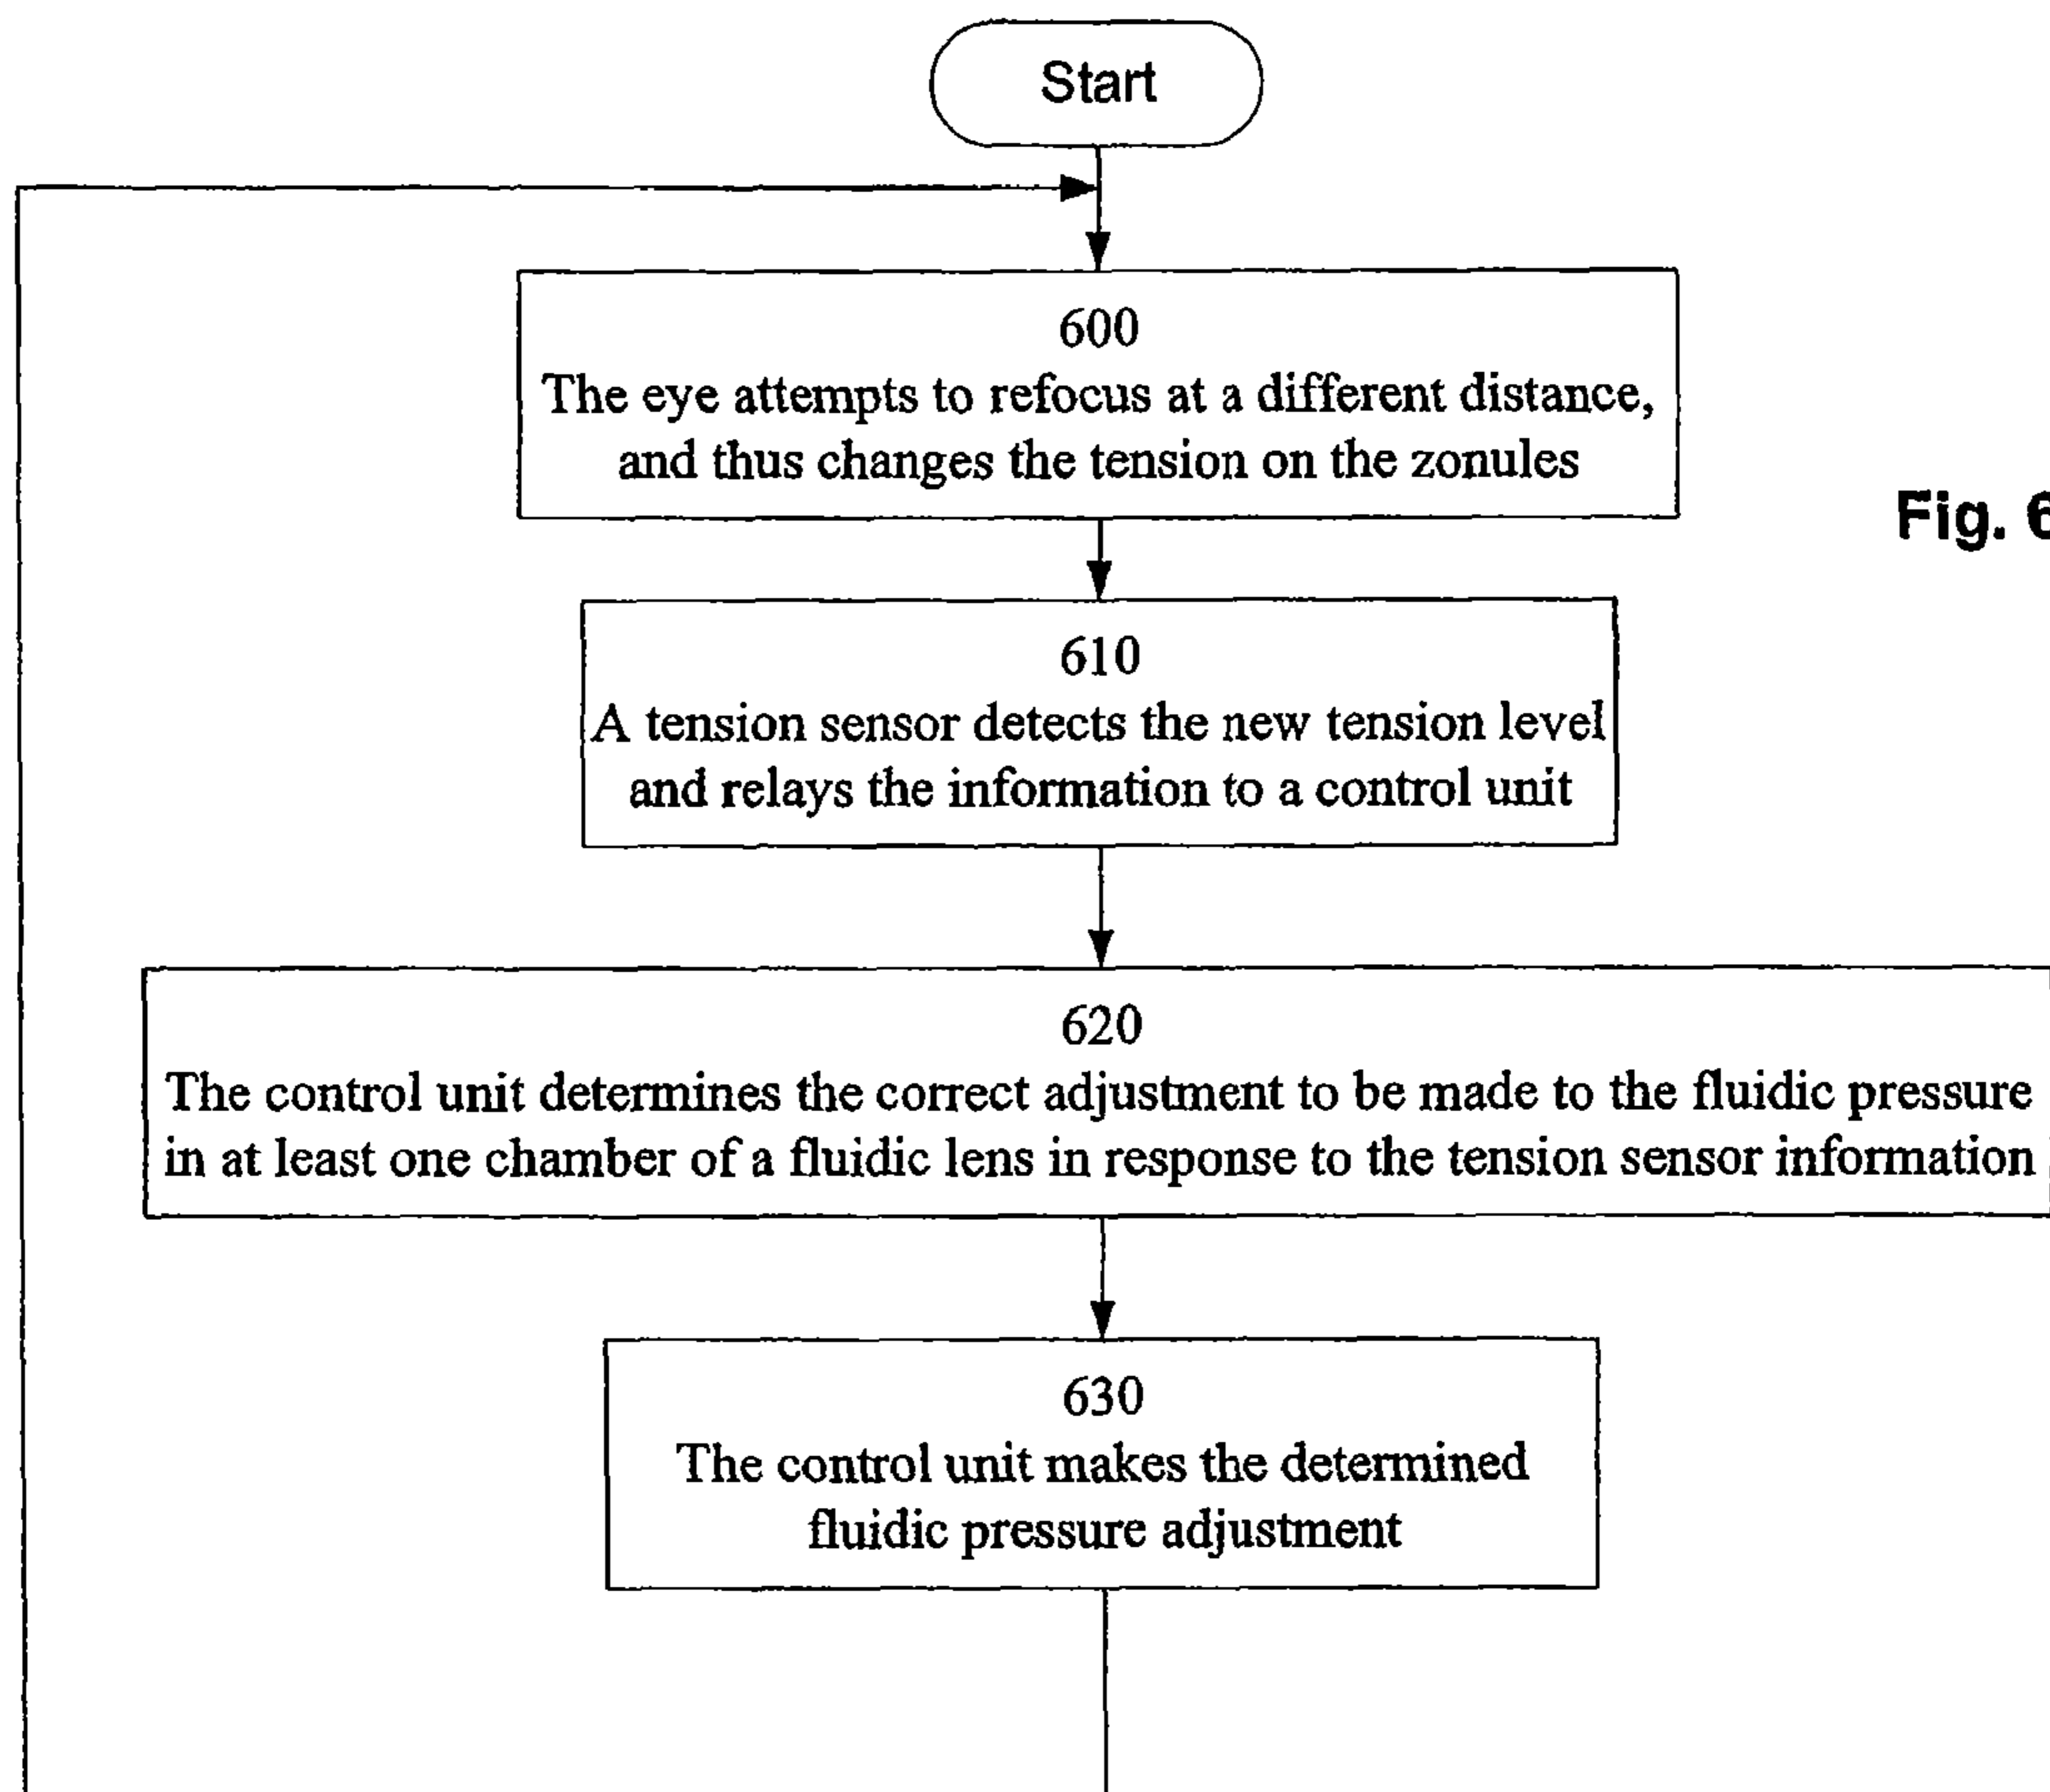 Start
600
The eye attempts to refocus at a different distance,
and thus changes the tension on the zonules
Fig. 6
610
A tension sensor detects the new tension level
and relays the information to a control unit
620
The control unit determines the correct adjustment to be made to the fluidic pressure
in at least one chamber of a fluidic lens in response to the tension sensor information
630
The control unit makes the determined
fluidic pressure adjustment